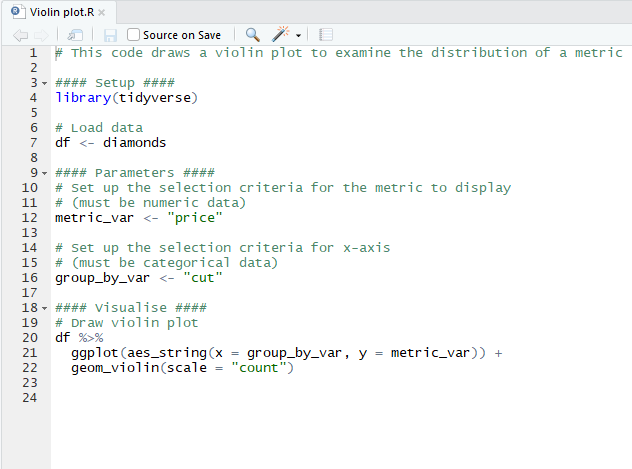 Violin plot.R
Source on Save
1 # This code draws a violin plot to examine the distribution of a metric
2
3 #### Setup ####
4 library(tidyverse)
5
6 # Load data
7 df <- diamonds
8
9 #### Parameters ####
10 # Set up the selection criteria for the metric to display
11 # (must be numeric data)
12 metric_var <- "price"
13
14 # Set up the selection criteria for x-axis
15 # (must be categorical data)
16 group_by_var <- "cut"
17
18 #### Visualise ####
19 # Draw violin plot
20 df %>%
21   ggplot(aes_string(x = group_by_var, y = metric_var)) +
22   geom_violin(scale = "count")
23
24